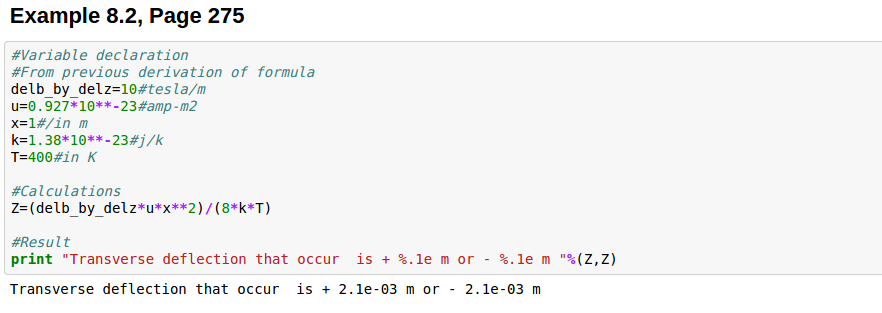 Example 8.2, Page 275
#Variable declaration
#From previous derivation of formula
delb_by_delz=10#tesla/m
u=0.927*10**-23#amp-m2
x=1#/in m
k=1.38*10**-23#j/k
T=400#in K
#Calculations
Z=(delb_by_delz*u*x**2)/(8*k*T)
#Result
print "Transverse deflection that occur  is + %.1e m or - %.1e m "%(Z,Z)
Transverse deflection that occur  is + 2.1e-03 m or - 2.1e-03 m